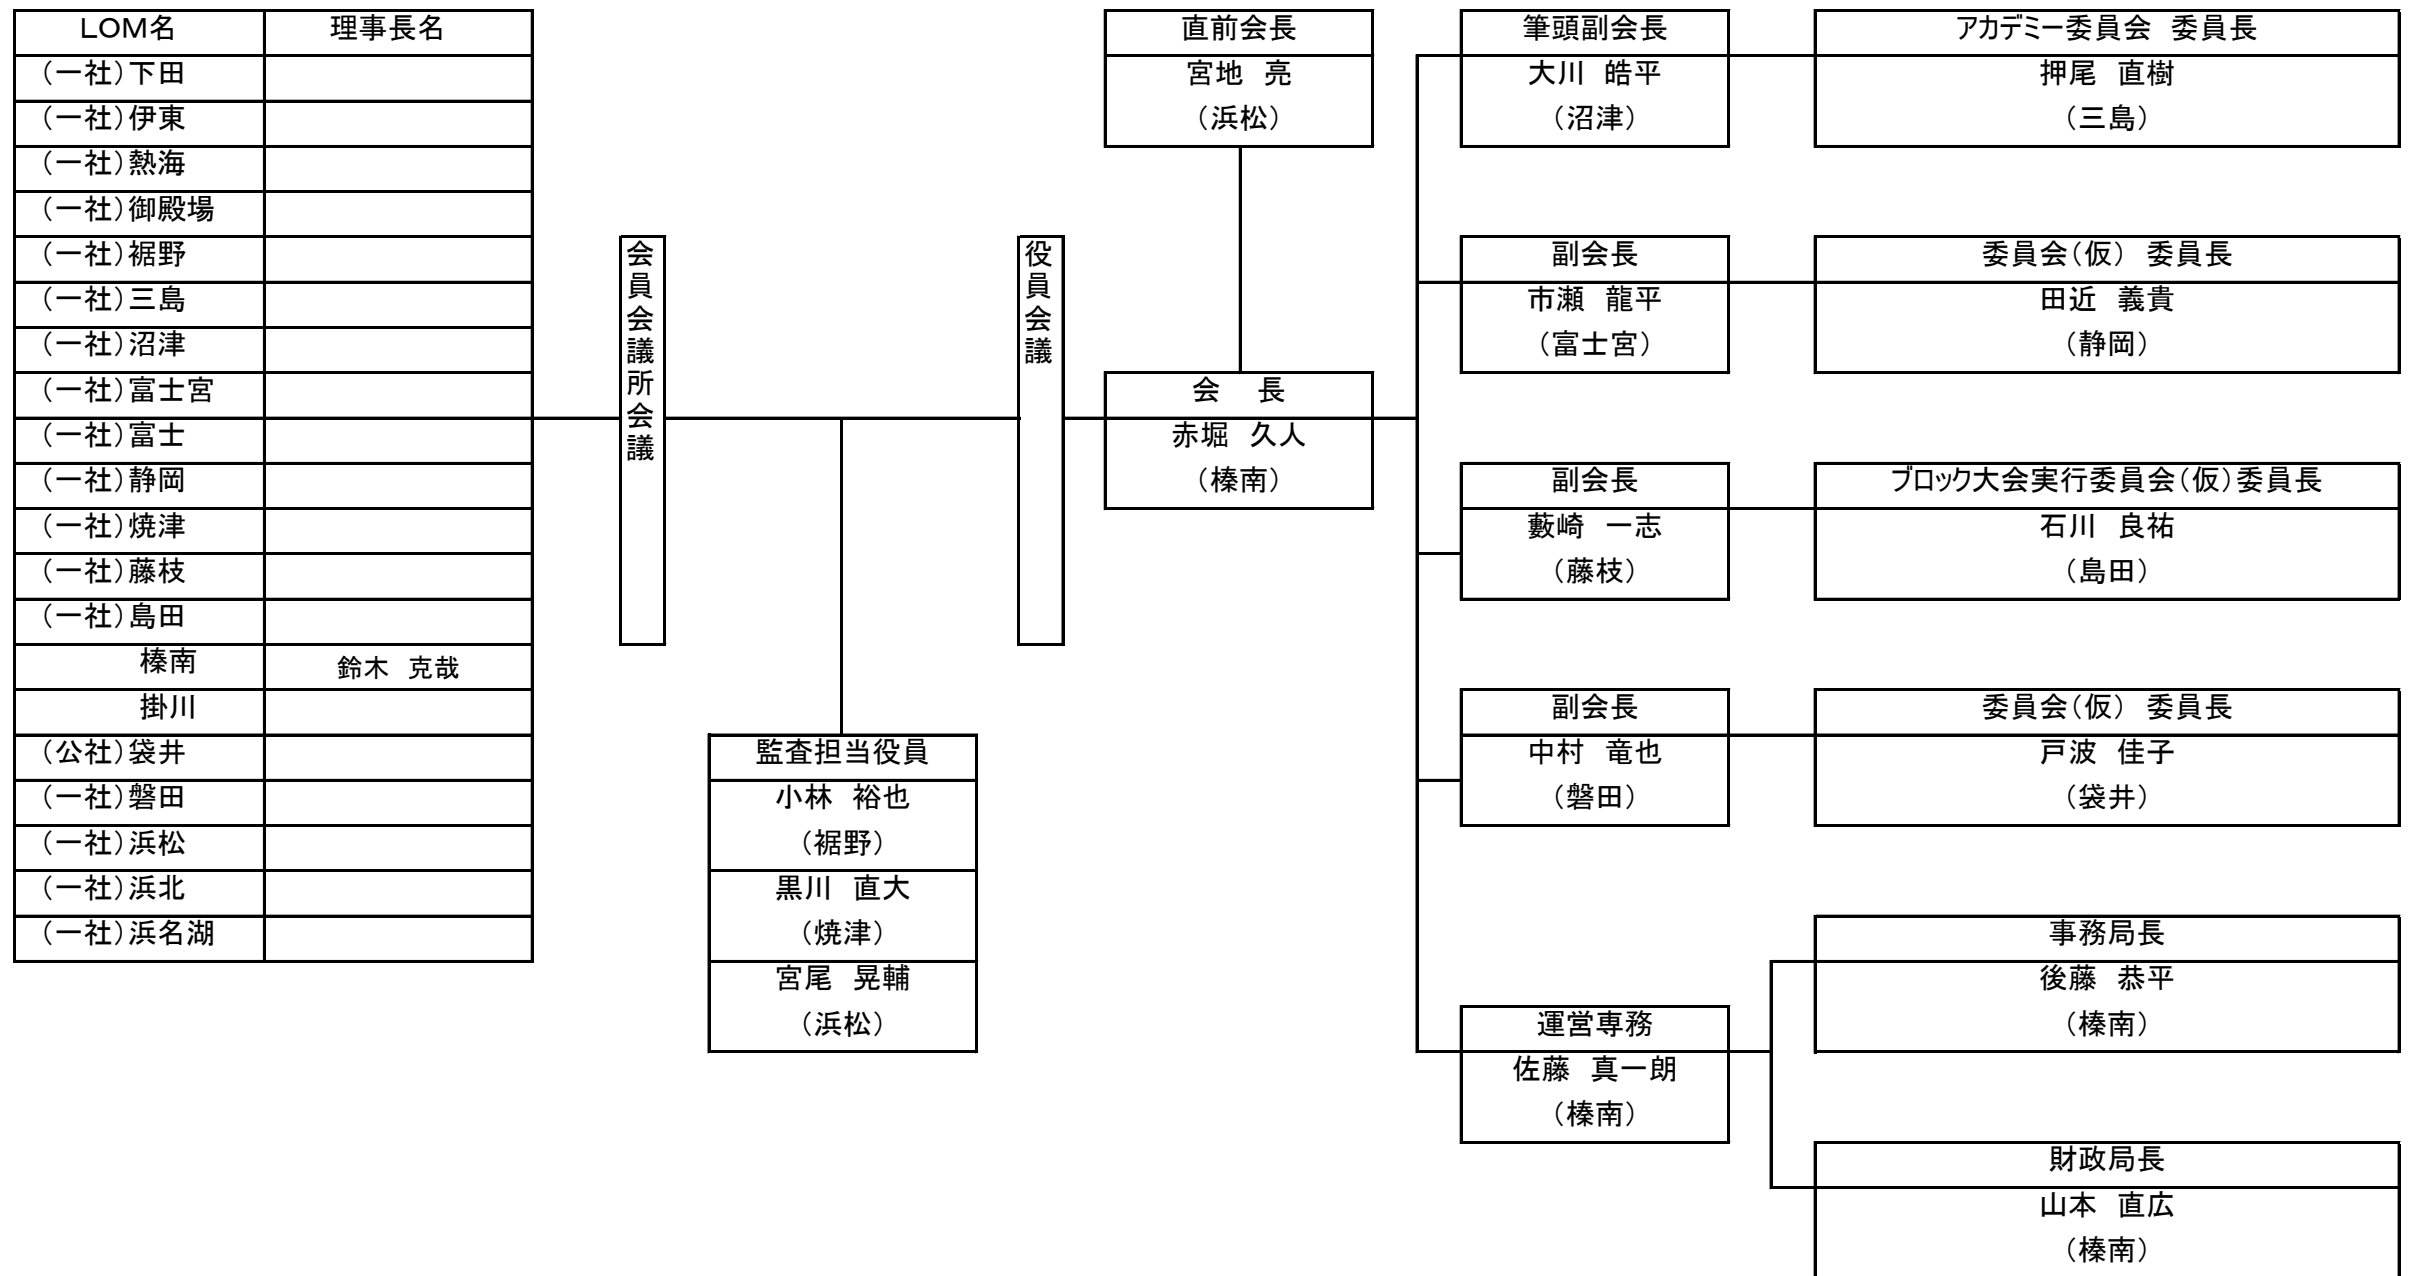 LOM名 理事長名
（一社）下田
（一社）伊東
（一社）熱海
（一社）御殿場
（一社）裾野
（一社）三島
（一社）沼津
（一社）富士宮
（一社）富士
（一社）静岡
（一社）焼津
（一社）藤枝
（一社）島田
榛南 鈴木　克哉
掛川
（公社）袋井
（一社）磐田
（一社）浜松
（一社）浜北
（一社）浜名湖
会員会議所会議
監査担当役員
小林　裕也
（裾野）
黒川　直大
（焼津）
宮尾　晃輔
（浜松）
役員会議
直前会長
宮地　亮
（浜松）
会　長
赤堀　久人
（榛南）
筆頭副会長
大川　皓平
（沼津）
アカデミー委員会　委員長
押尾　直樹
（三島）
副会長
市瀬　龍平
（富士宮）
委員会（仮）　委員長
田近　義貴
（静岡）
副会長
藪崎　一志
（藤枝）
ブロック大会実行委員会（仮）委員長
石川　良祐
（島田）
副会長
中村　竜也
（磐田）
委員会（仮）　委員長
戸波　佳子
（袋井）
運営専務
佐藤　真一朗
（榛南）
事務局長
後藤　恭平
（榛南）
財政局長
山本　直広
（榛南）